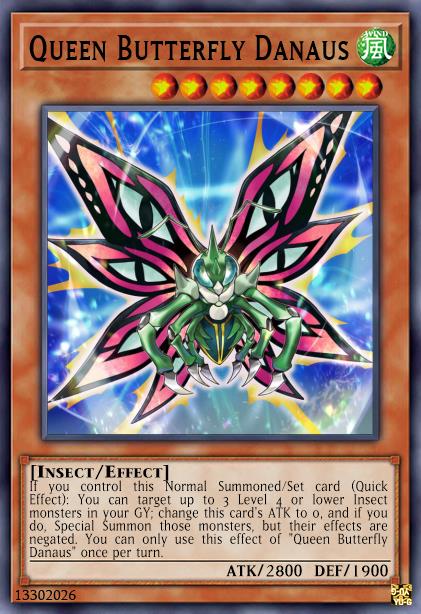 Queen Butterfly Danaus
WIND
風
[Insect/Effect]
If you control this Normal Summoned/Set card (Quick
Effect): You can target up to 3 Level 4 or lower Insect
monsters in your GY; change this card's ATK to 0, and if you
do, Special Summon those monsters, but their effects are
negated. You can only use this effect of "Queen Butterfly
Danaus" once per turn.
ATK/2800 DEF/1900
13302026